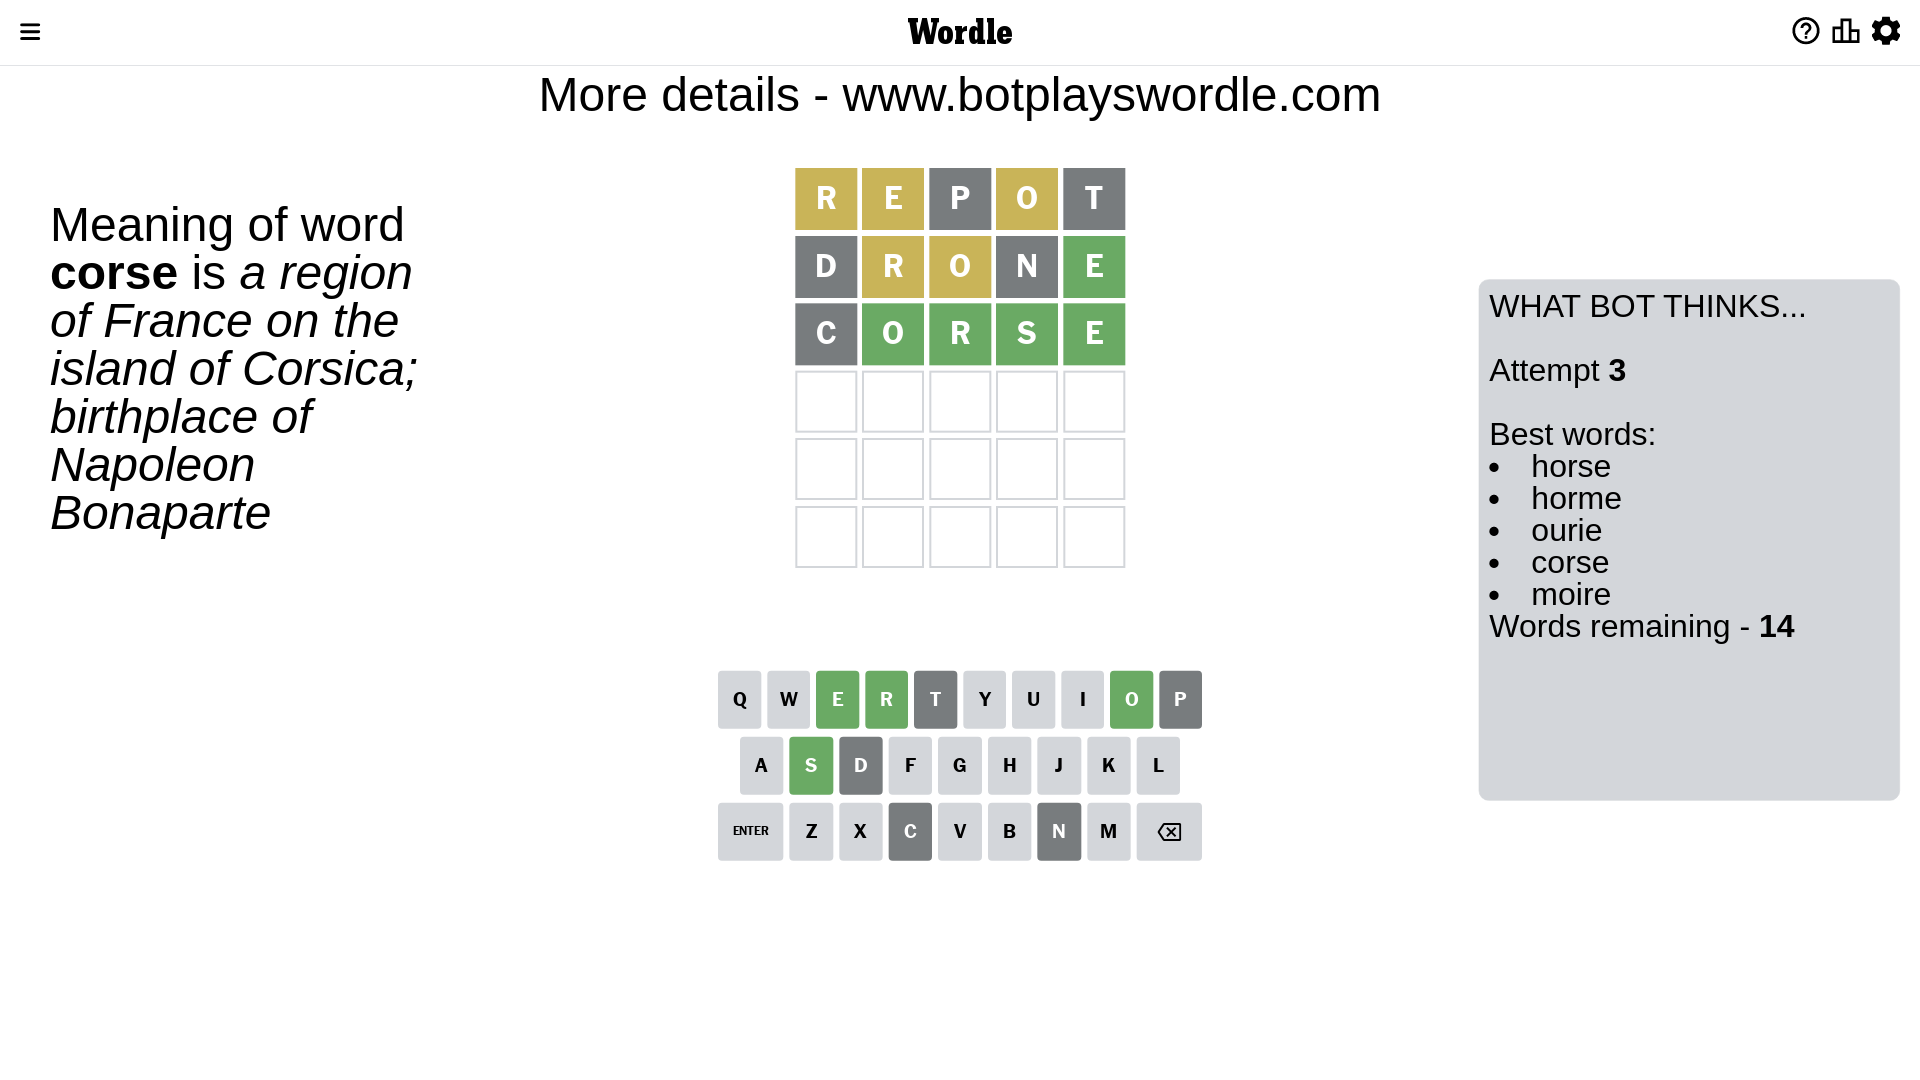 Wordle
More details - www.botplayswordle.com
Meaning of word
corse is a region
of France on the
island of Corsica;
birthplace of
Napoleon
Bonaparte
R E P O T
D R O N E
C O R S E
WHAT BOT THINKS...
Attempt 3
Best words:
• horse
• horme
• ourie
• corse
• moire
Words remaining - 14
Q W E R T Y U I O P
A S D F G H J K L
ENTER Z X C V B N M